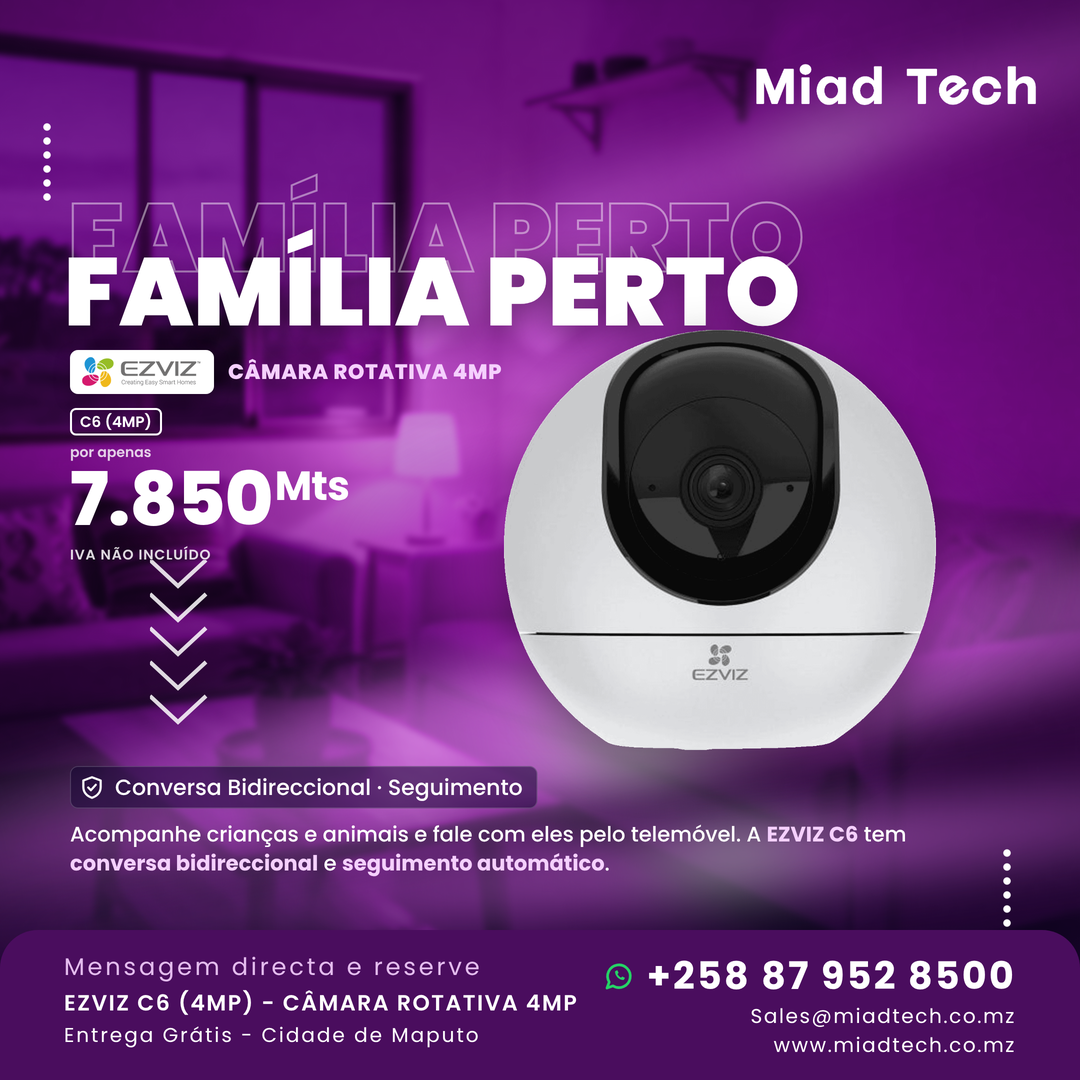 Miad Tech
FAMÍLIA PERTO
FAMÍLIA PERTO
EZVIZ™
Creating Easy Smart Homes
CÂMARA ROTATIVA 4MP
C6 (4MP)
por apenas
7.850Mts
IVA NÃO INCLUÍDO
EZVIZ
Conversa Bidireccional · Seguimento
Acompanhe crianças e animais e fale com eles pelo telemóvel. A EZVIZ C6 tem
conversa bidireccional e seguimento automático.
Mensagem directa e reserve
EZVIZ C6 (4MP) – CÂMARA ROTATIVA 4MP
Entrega Grátis – Cidade de Maputo
+258 87 952 8500
Sales@miadtech.co.mz
www.miadtech.co.mz